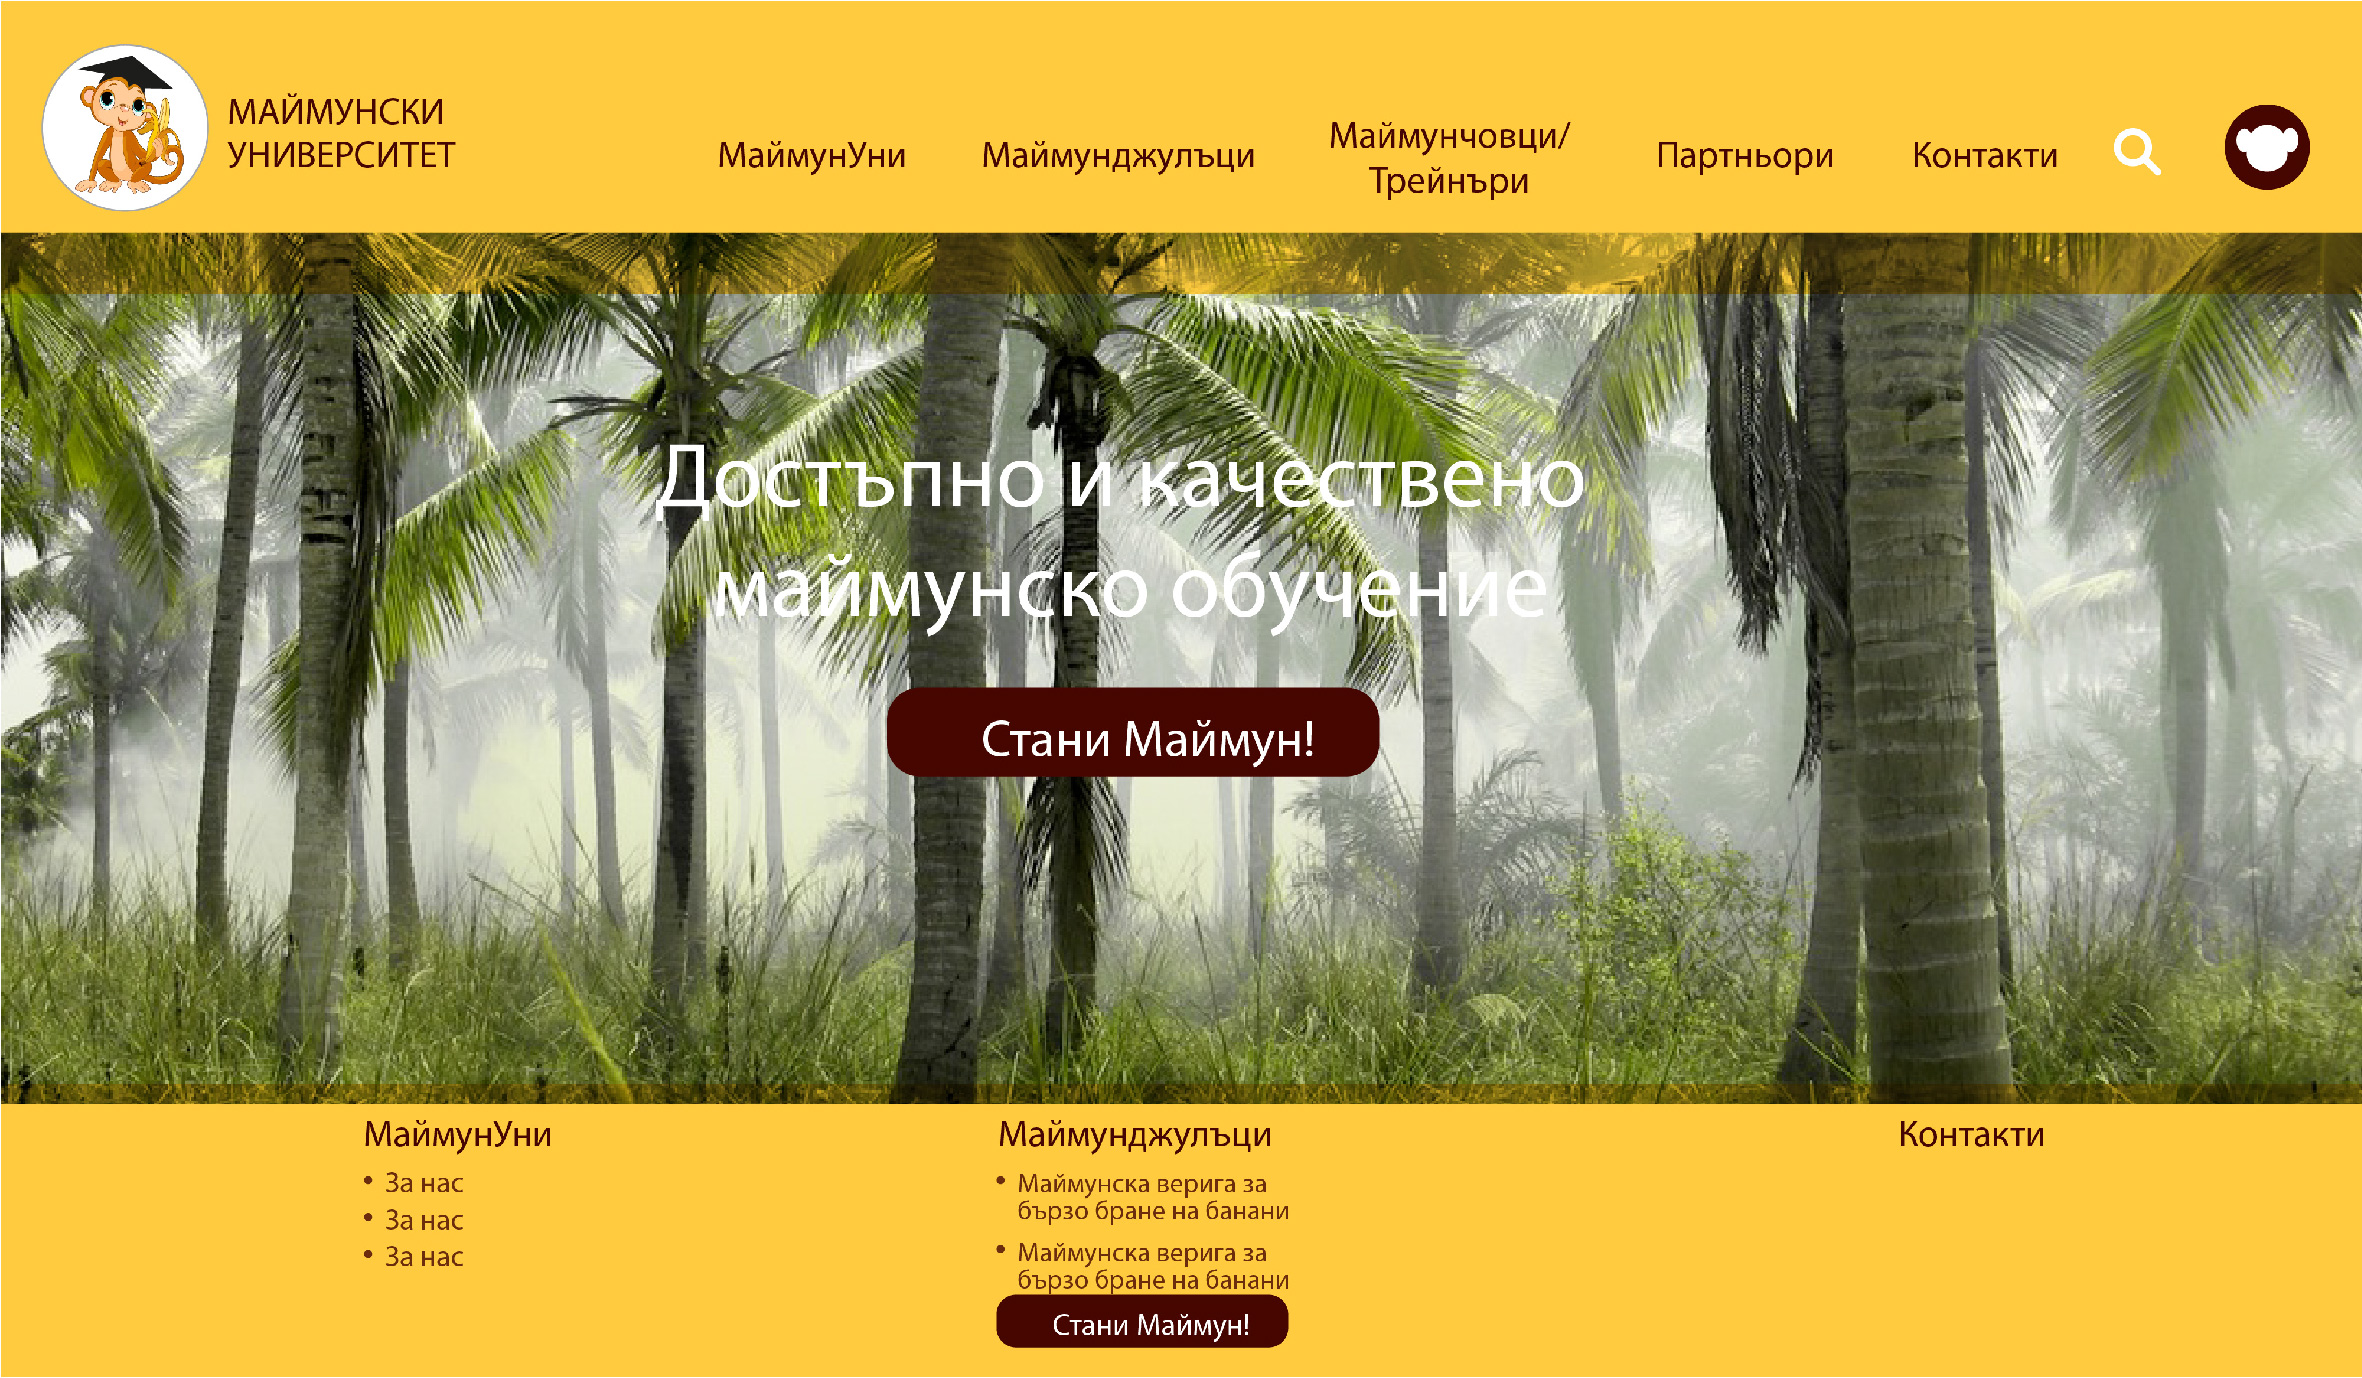 МАЙМУНСКИ
УНИВЕРСИТЕТ
МаймунУни
Маймунджулъци
Маймунчовци/
Трейнъри
Партньори
Контакти
Достъпно и качествено
маймунско обучение
Стани Маймун!
МаймунУни
• За нас
• За нас
• За нас
Маймунджулъци
• Маймунска верига за
бързо бране на банани
• Маймунска верига за
бързо бране на банани
Стани Маймун!
Контакти